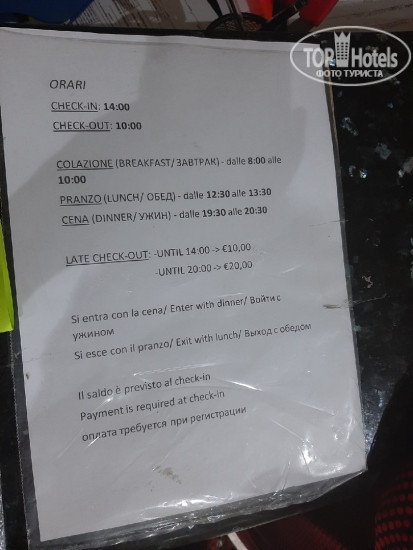 TOP Hotels
ФОТО ТУРИСТА
ORARI
CHECK-IN: 14:00
CHECK-OUT: 10:00
COLAZIONE (BREAKFAST/ ЗАВТРАК) - dalle 8:00 alle
10:00
PRANZO (LUNCH/ ОБЕД) - dalle 12:30 alle 13:30
CENA (DINNER/ УЖИН) - dalle 19:30 alle 20:30
LATE CHECK-OUT: -UNTIL 14:00 -> €10,00
-UNTIL 20:00 -> €20,00
Si entra con la cena/ Enter with dinner/ Войти с
ужином
Si esce con il pranzo/ Exit with lunch/ Выход с обедом
Il saldo è previsto al check-in
Payment is required at check-in
оплата требуется при регистрации